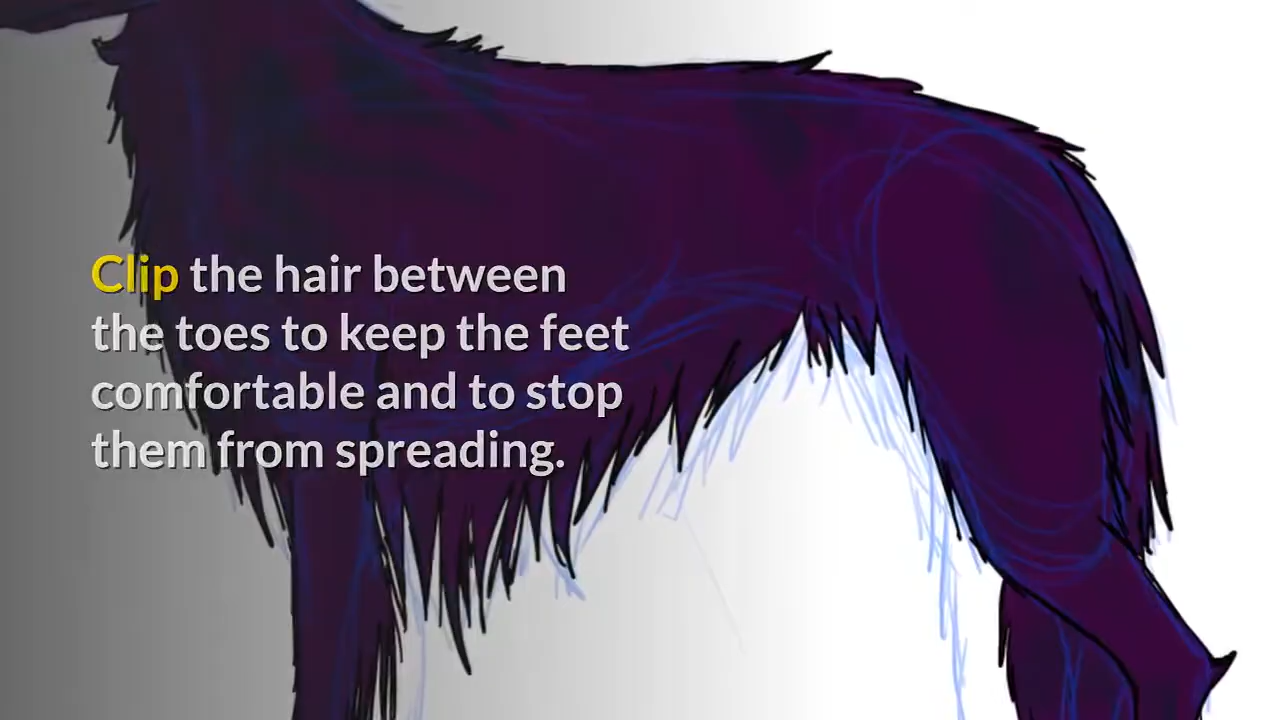 Clip the hair between
the toes to keep the feet
comfortable and to stop
them from spreading.